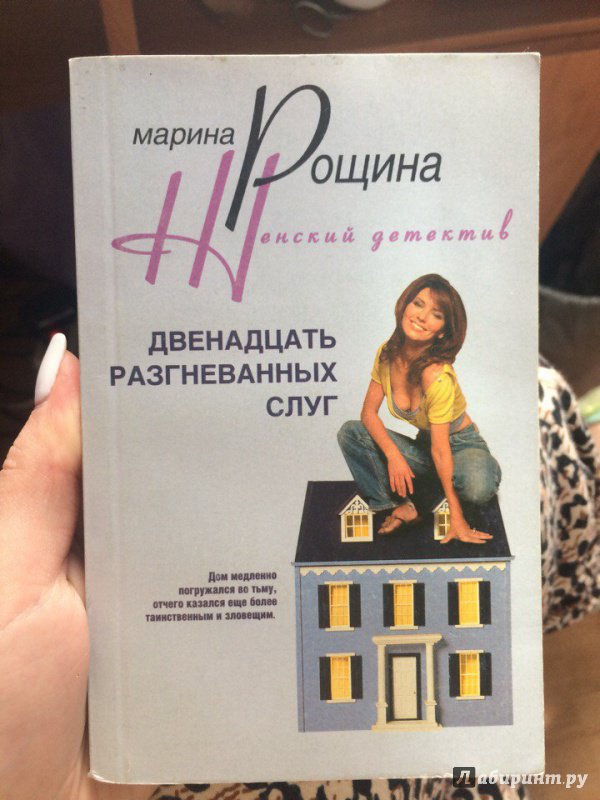 марина Рощина
Женский детектив
ДВЕНАДЦАТЬ
РАЗГНЕВАННЫХ
СЛУГ
Дом медленно
погружался во тьму,
отчего казался еще более
таинственным и зловещим.
Лабиринт.ру